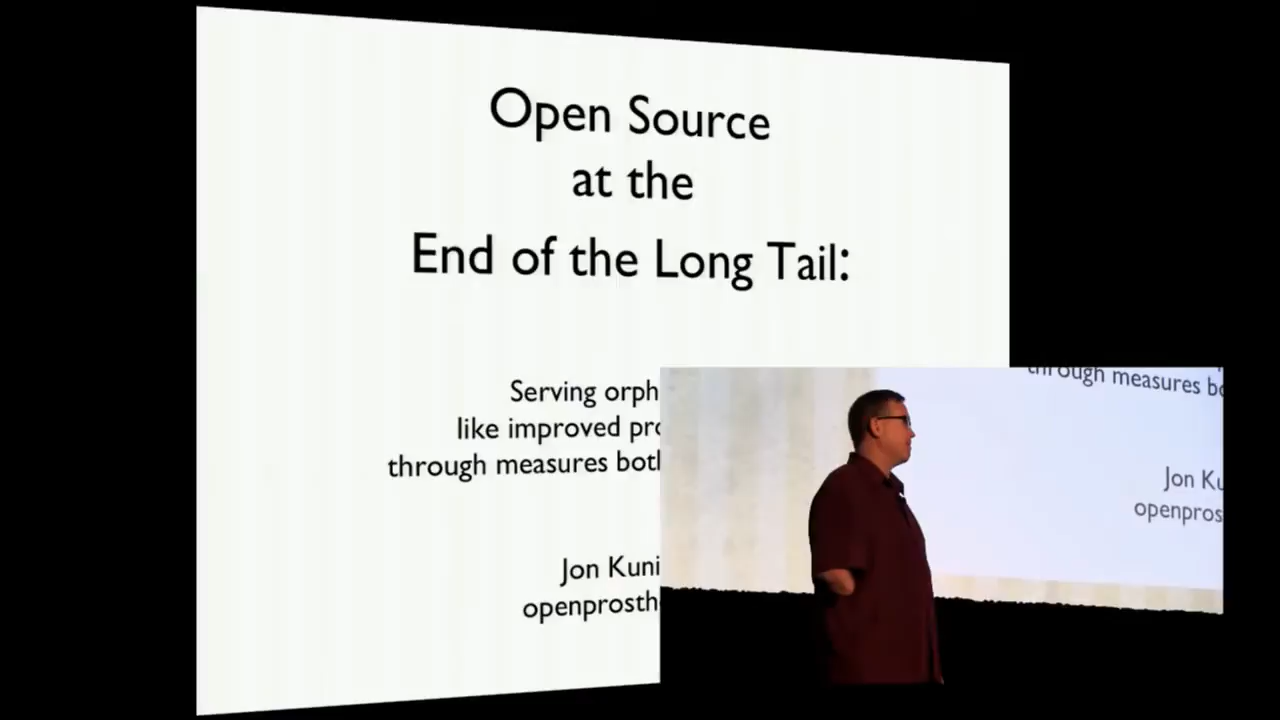 Open Source
at the
End of the Long Tail:
Serving orph
like improved pro
through measures both
Jon Kuni
openprosth
through measures bo
Jon Ku
openpros